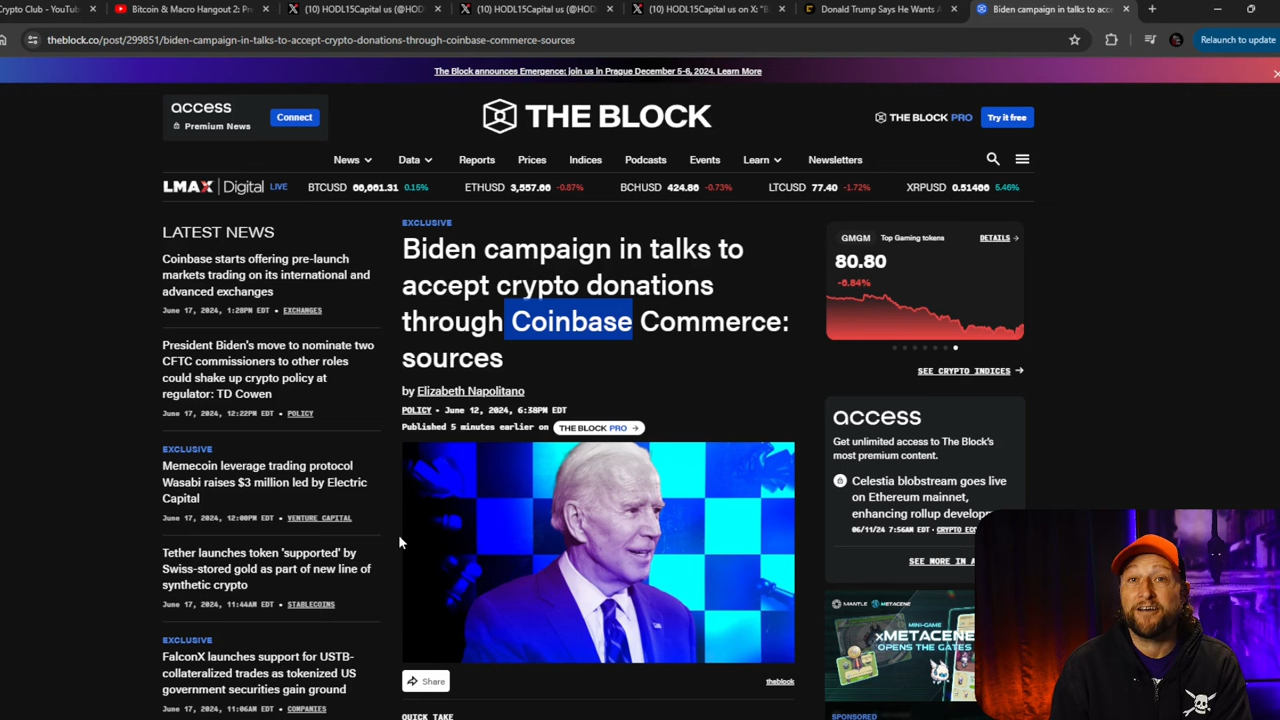 Crypto Club - YouTu
Bitcoin & Macro Hangout 2: P
(10) HODL15Capital us (@HOD
(10) HODL15Capital us (@HOD
(10) HODL15Capital us on X: "B
Donald Trump Says He Wants A
Biden campaign in talks to acce
theblock.co/post/299851/biden-campaign-in-talks-to-accept-crypto-donations-through-coinbase-commerce-sources
Relaunch to update
The Block announces Emergence: join us in Prague December 5-6, 2024. Learn More
access
Premium News
Connect
THE BLOCK
THE BLOCK PRO
Try it free
News
Data
Reports
Prices
Indices
Podcasts
Events
Learn
Newsletters
LMAX Digital LIVE
BTCUSD 66,661.31 0.15%
ETHUSD 3,557.66 -0.87%
BCHUSD 424.86 -0.73%
LTCUSD 77.40 -1.72%
XRPUSD 0.51466 5.46%
LATEST NEWS
Coinbase starts offering pre-launch
markets trading on its international and
advanced exchanges
June 17, 2024, 1:28PM EDT • EXCHANGES
President Biden's move to nominate two
CFTC commissioners to other roles
could shake up crypto policy at
regulator: TD Cowen
June 17, 2024, 12:22PM EDT • POLICY
EXCLUSIVE
Memecoin leverage trading protocol
Wasabi raises $3 million led by Electric
Capital
June 17, 2024, 12:00PM EDT • VENTURE CAPITAL
Tether launches token 'supported' by
Swiss-stored gold as part of new line of
synthetic crypto
June 17, 2024, 11:44AM EDT • STABLECOINS
EXCLUSIVE
FalconX launches support for USTB-
collateralized trades as tokenized US
government securities gain ground
June 17, 2024, 11:06AM EDT • COMPANIES
EXCLUSIVE
Biden campaign in talks to
accept crypto donations
through Coinbase Commerce:
sources
by Elizabeth Napolitano
POLICY • June 12, 2024, 6:38PM EDT
Published 5 minutes earlier on THE BLOCK PRO
Share
theblock
QUICK TAKE
GMGM Top Gaming tokens DETAILS
80.80
-6.84%
SEE CRYPTO INDICES
access
Get unlimited access to The Block's
most premium content.
Celestia blobstream goes live
on Ethereum mainnet,
enhancing rollup develop
06/11/24 7:56AM EDT • CRYPTO ECO
SEE MORE IN A
MANTLE METACENE
MINI-GAME
xMETACENE
OPENS THE GATES
SPONSORED